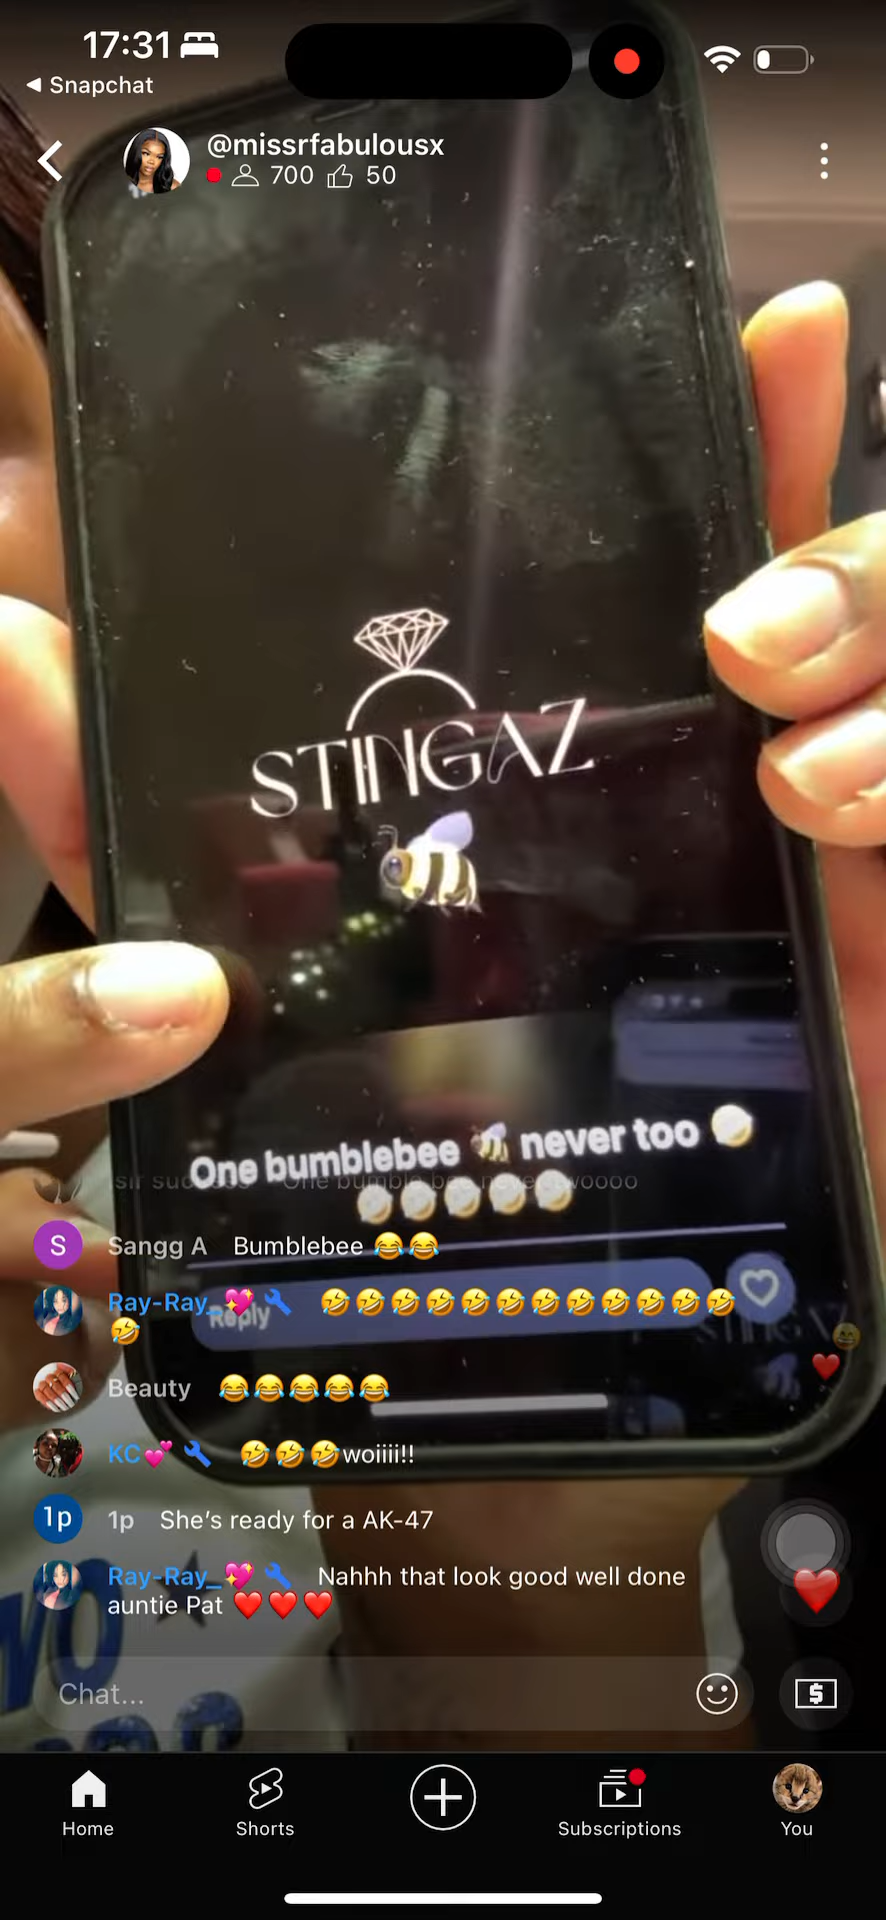 17:31
◀ Snapchat
@missrfabulousx
700 50
STINGAZ
One bumblebee 🐝 never too 🤣
🤣🤣🤣🤣🤣
Sangg A Bumblebee 😂😂
Ray-Ray_💖🔧 🤣🤣🤣🤣🤣🤣🤣🤣🤣🤣🤣🤣
🤣
Reply
Beauty 😂😂😂😂😂
KC💕🔧 🤣🤣🤣woiiii!!
1p 1p She’s ready for a AK-47
Ray-Ray_💖🔧 Nahhh that look good well done
auntie Pat ❤️❤️❤️
Chat...
Home Shorts Subscriptions You